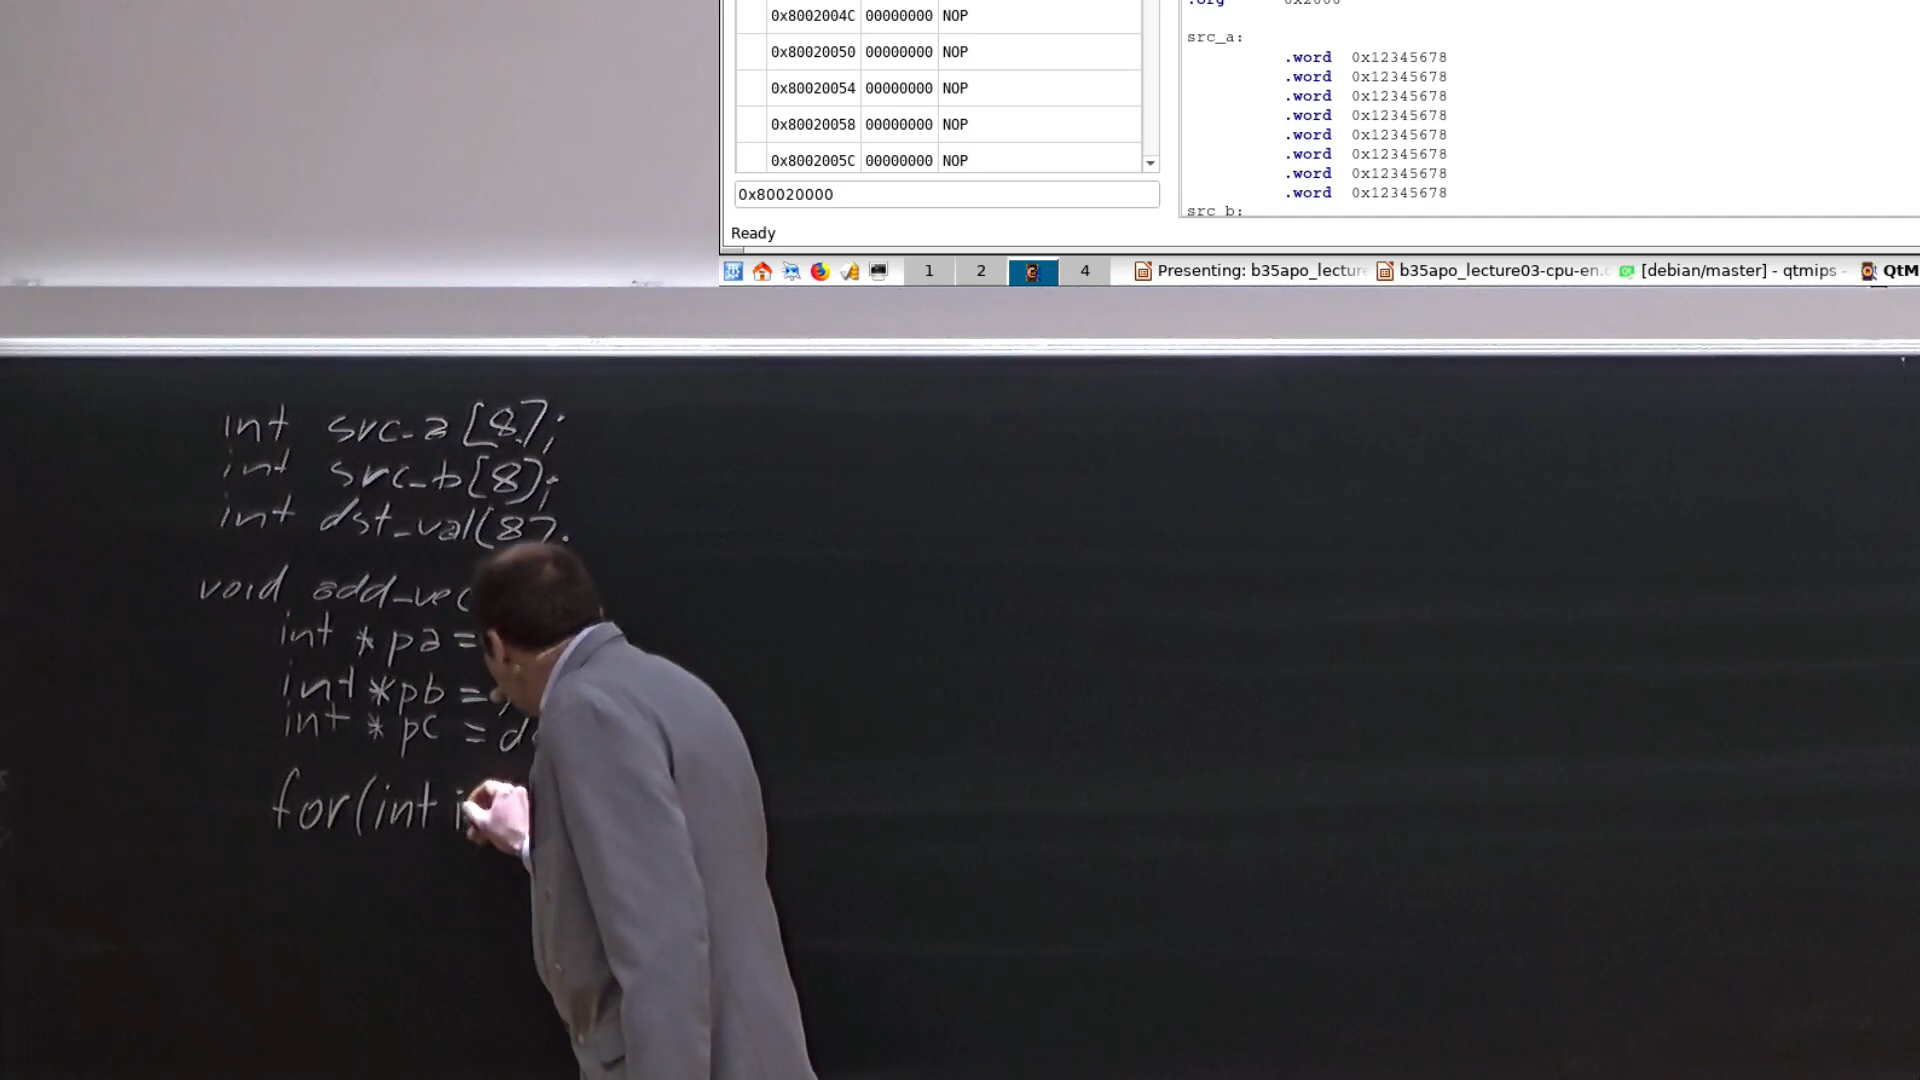 0x8002004C 00000000 NOP
0x80020050 00000000 NOP
0x80020054 00000000 NOP
0x80020058 00000000 NOP
0x8002005C 00000000 NOP
0x80020000
Ready
.org 0x2000
src_a:
.word 0x12345678
.word 0x12345678
.word 0x12345678
.word 0x12345678
.word 0x12345678
.word 0x12345678
.word 0x12345678
.word 0x12345678
src_b:
1 2 4 Presenting: b35apo_lecture b35apo_lecture03-cpu-en. [debian/master] - qtmips - QtM
int src_a[8];
int src_b[8];
int dst_val[8].
void add_vec
int *pa =
int *pb =
int *pc = d
for(int i